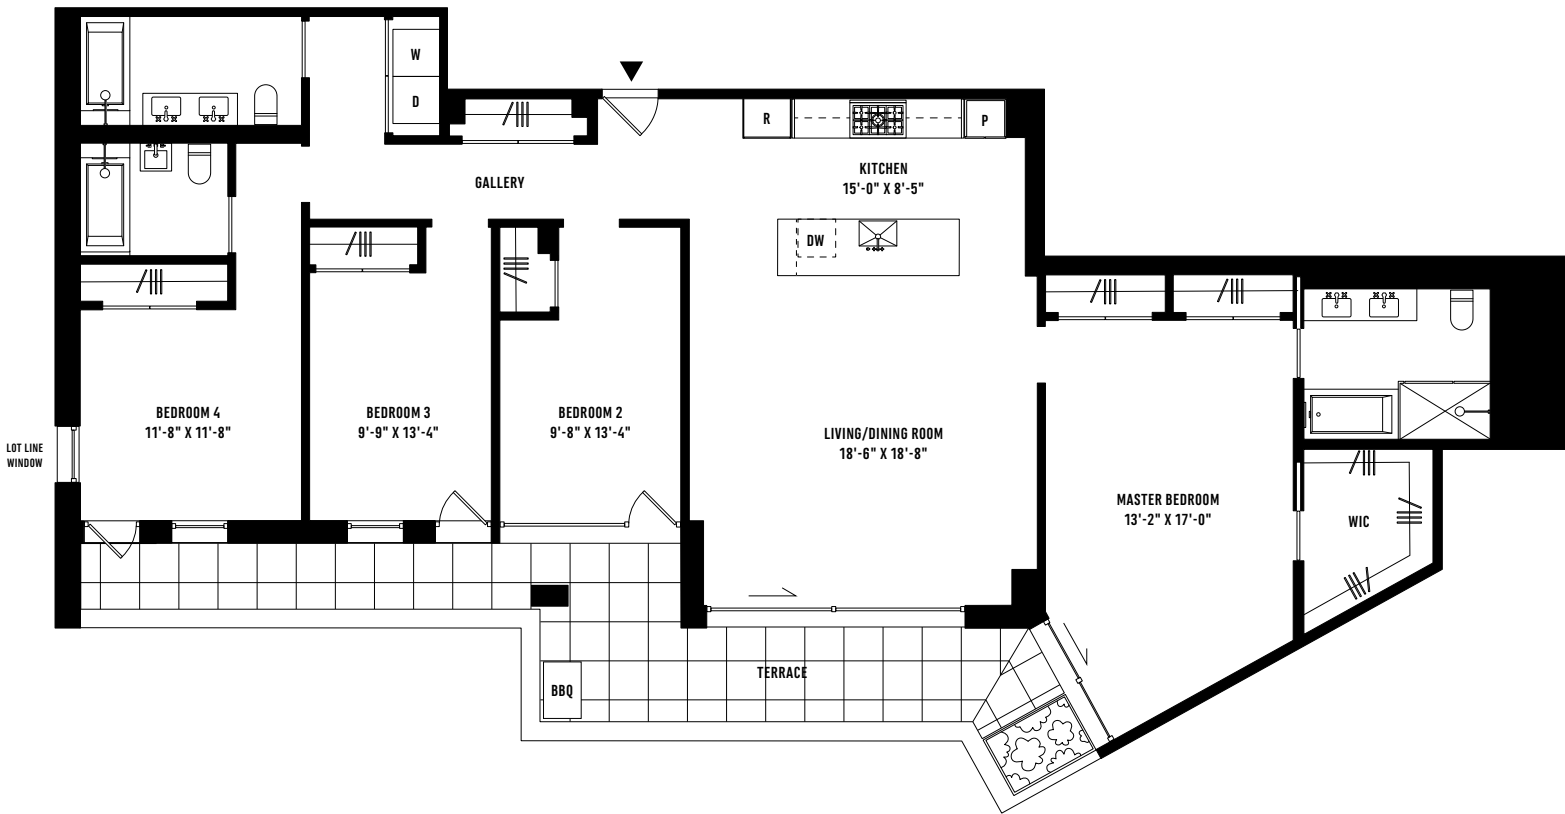 W
D
R
P
KITCHEN
15'-0" X 8'-5"
GALLERY
DW
BEDROOM 4
11'-8" X 11'-8"
BEDROOM 3
9'-9" X 13'-4"
BEDROOM 2
9'-8" X 13'-4"
LIVING/DINING ROOM
18'-6" X 18'-8"
LOT LINE
WINDOW
MASTER BEDROOM
13'-2" X 17'-0"
WIC
TERRACE
BBQ